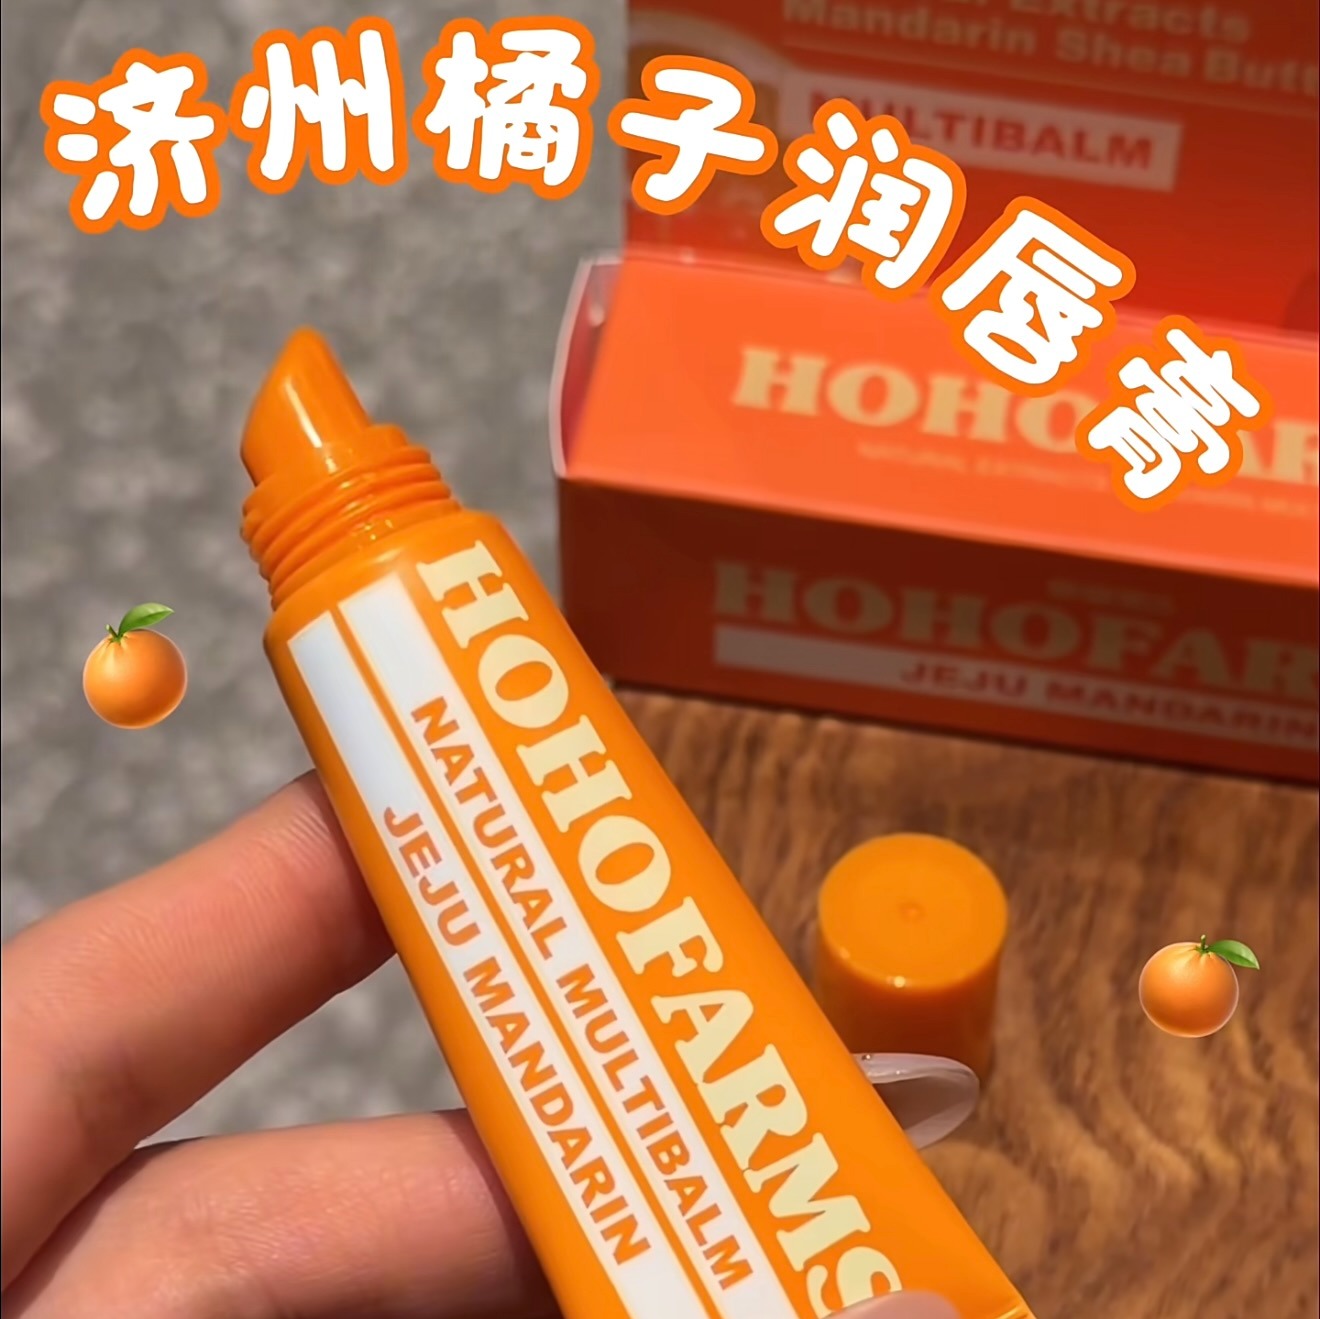 济州橘子润唇膏
Extracts
Mandarin Shea Butt
MULTIBALM
HOHOFAR
HOHOFAR
JEJU MANDARIN
HOHOFARMS
NATURAL MULTIBALM
JEJU MANDARIN